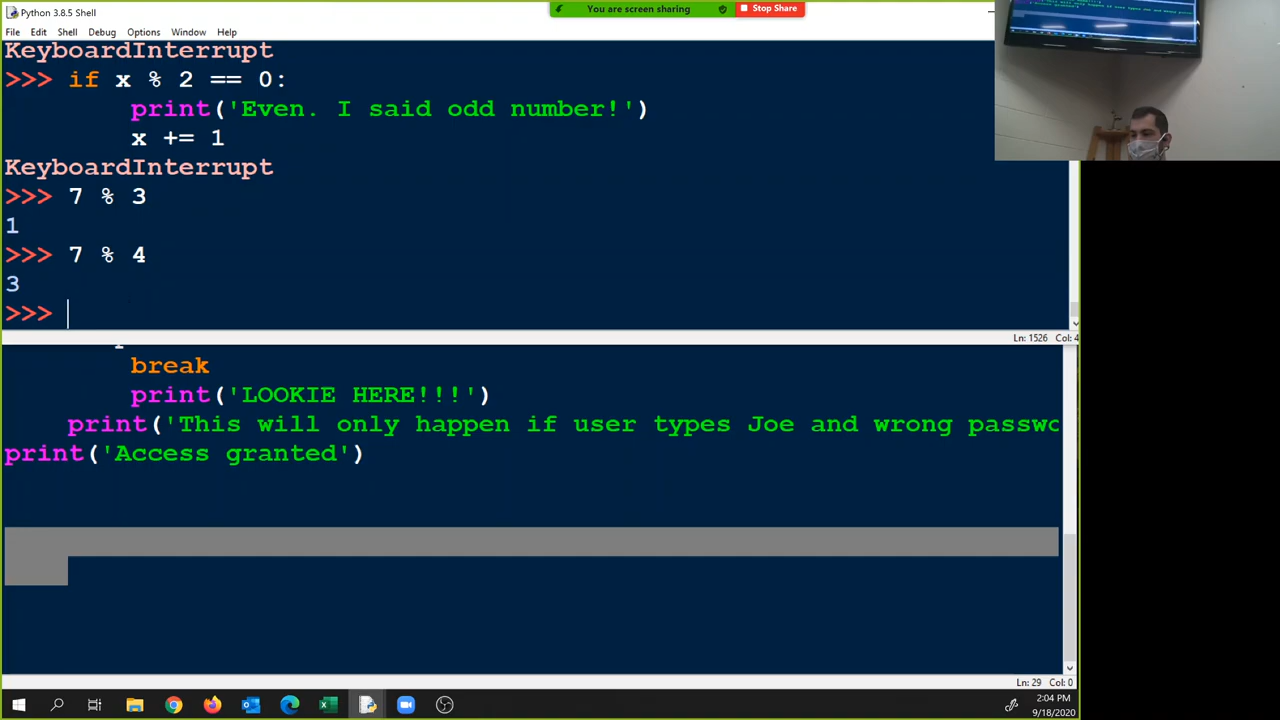 Python 3.8.5 Shell
You are screen sharing
Stop Share
File Edit Shell Debug Options Window Help
KeyboardInterrupt
>>> if x % 2 == 0:
print('Even. I said odd number!')
x += 1
KeyboardInterrupt
>>> 7 % 3
1
>>> 7 % 4
3
>>>
Ln: 1526 Col: 4
break
print('LOOKIE HERE!!!')
print('This will only happen if user types Joe and wrong passwo
print('Access granted')
Ln: 29 Col: 0
2:04 PM
9/18/2020